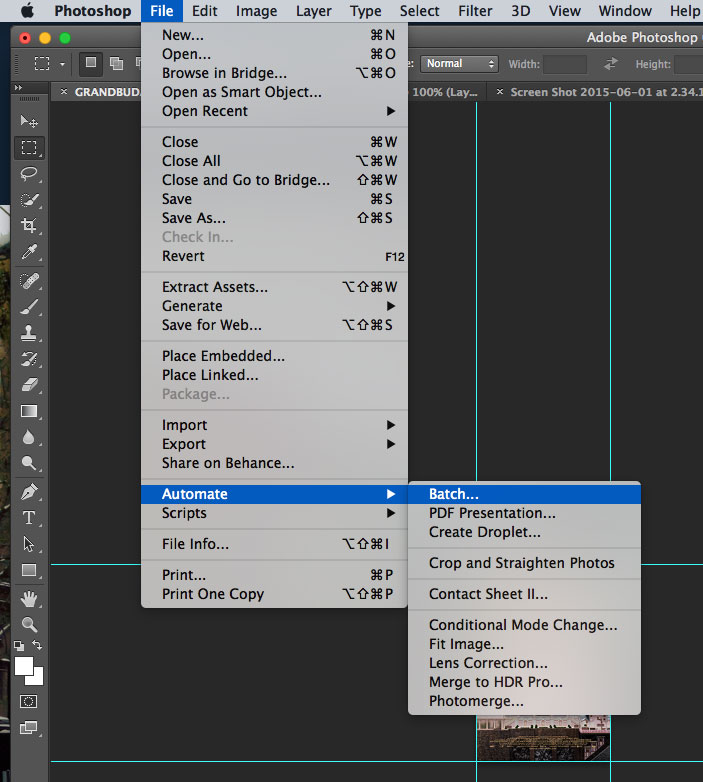 Photoshop File Edit Image Layer Type Select Filter 3D View Window Help
Adobe Photoshop
Normal Width: Height:
× GRANDBUD 100% (Lay... × Screen Shot 2015-06-01 at 2.34.1
New... ⌘N
Open... ⌘O
Browse in Bridge... ⌥⌘O
Open as Smart Object...
Open Recent ▶
Close ⌘W
Close All ⌥⌘W
Close and Go to Bridge... ⇧⌘W
Save ⌘S
Save As... ⇧⌘S
Check In...
Revert F12
Extract Assets... ⌥⇧⌘W
Generate ▶
Save for Web... ⌥⇧⌘S
Place Embedded...
Place Linked...
Package...
Import ▶
Export ▶
Share on Behance...
Automate ▶
Scripts ▶
File Info... ⌥⇧⌘I
Print... ⌘P
Print One Copy ⌥⇧⌘P
Batch...
PDF Presentation...
Create Droplet...
Crop and Straighten Photos
Contact Sheet II...
Conditional Mode Change...
Fit Image...
Lens Correction...
Merge to HDR Pro...
Photomerge...